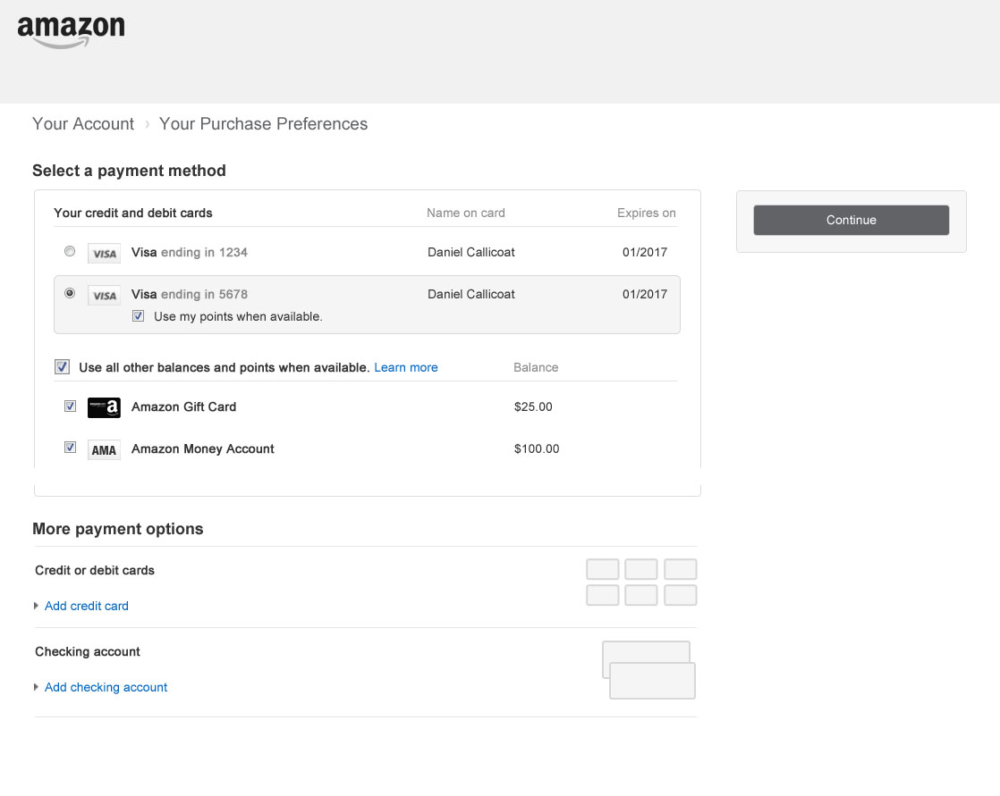 amazon
Your Account › Your Purchase Preferences
Select a payment method
Your credit and debit cards Name on card Expires on
VISA Visa ending in 1234 Daniel Callicoat 01/2017
VISA Visa ending in 5678 Daniel Callicoat 01/2017
Use my points when available.
Use all other balances and points when available. Learn more Balance
a Amazon Gift Card $25.00
AMA Amazon Money Account $100.00
Continue
More payment options
Credit or debit cards
Add credit card
Checking account
Add checking account